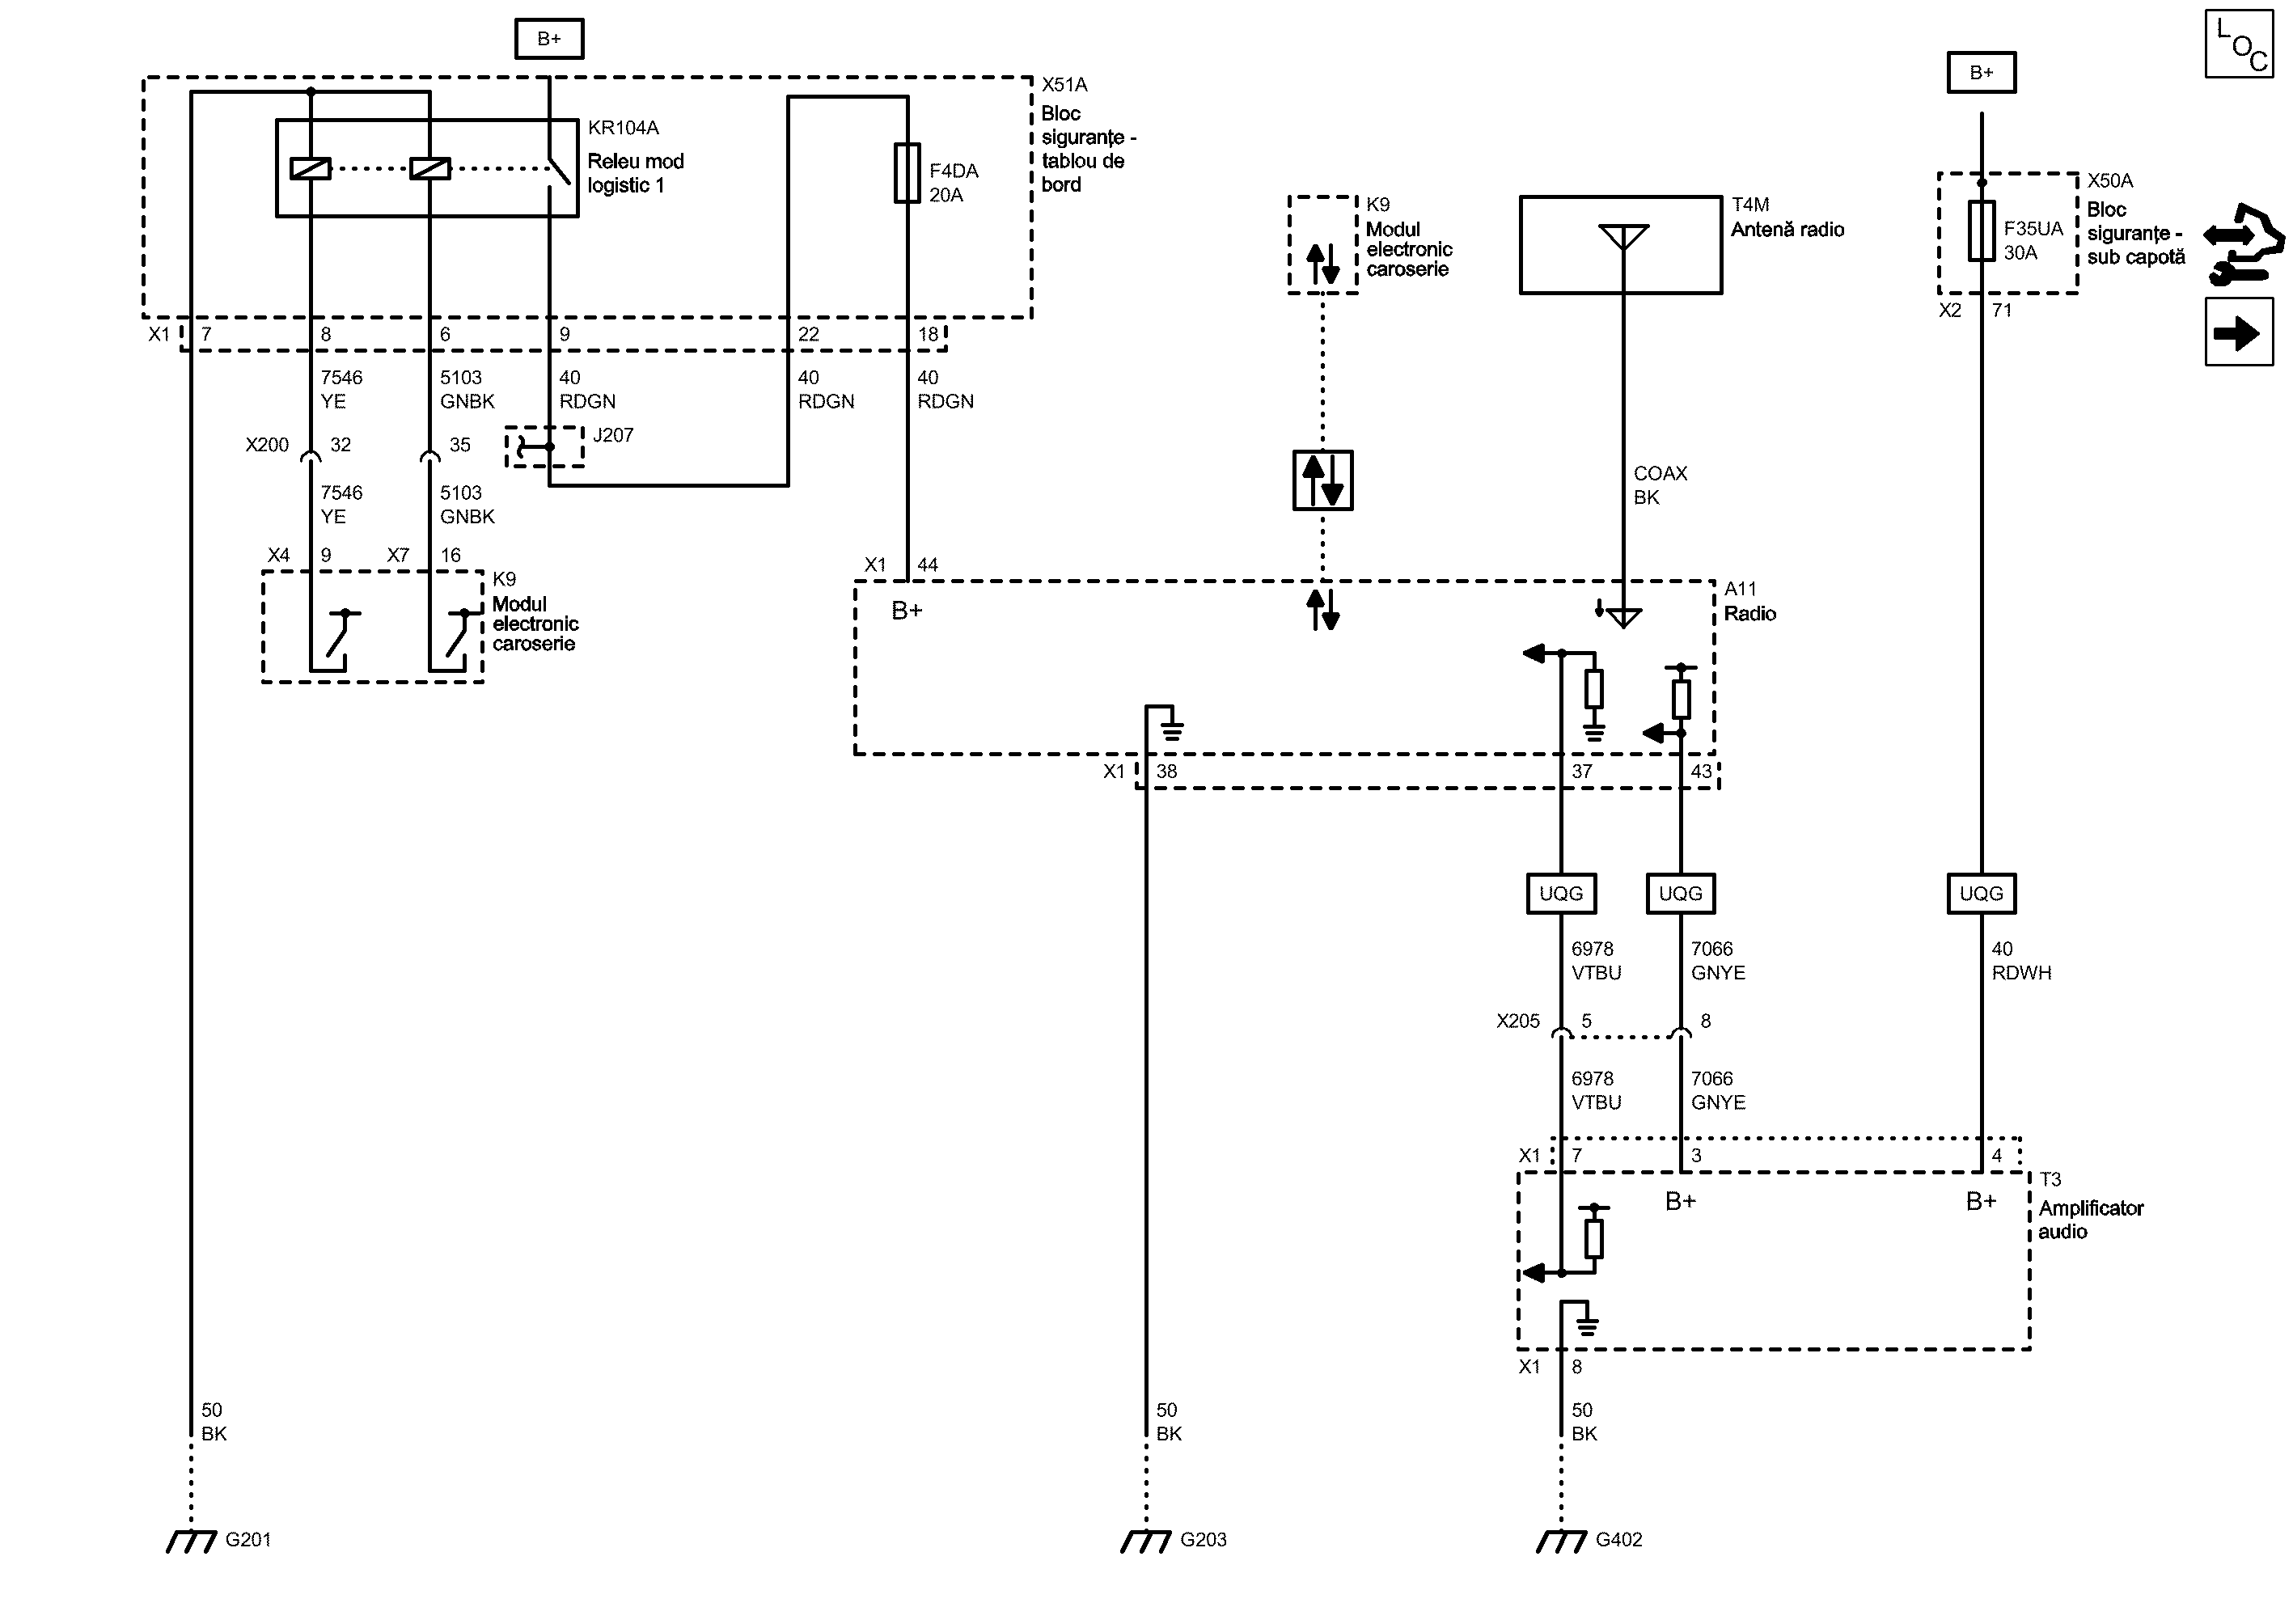 B+
L
O
C
B+
X51A
Bloc
siguranțe -
tablou de
bord
KR104A
Releu mod
logistic 1
F4DA
20A
X50A
Bloc
siguranțe -
sub capotă
F35UA
30A
K9
Modul
electronic
caroserie
T4M
Antenă radio
X2 71
X1 7 8 6 9 22 18
7546 5103 40 40 40
YE GNBK RDGN RDGN RDGN
X200 32 35 J207
COAX
BK
7546 5103
YE GNBK
X4 9 X7 16
X1 44
K9
Modul
electronic
caroserie
B+
A11
Radio
X1 38 37 43
UQG UQG UQG
6978 7066 40
VTBU GNYE RDWH
X205 5 8
6978 7066
VTBU GNYE
X1 7 3 4
T3
Amplificator
audio
B+ B+
X1 8
50 50 50
BK BK BK
G201 G203 G402